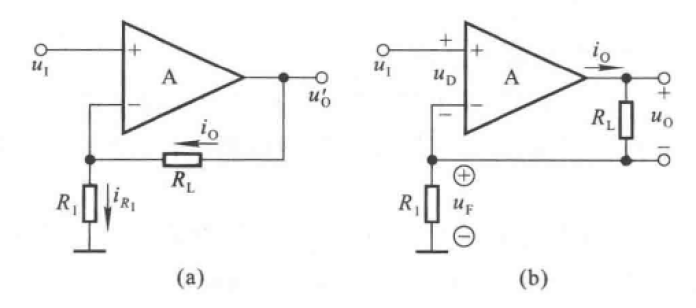 +
A
−
u_I
u'_O
i_O
R_L
R_1
i_{R_1}
(a)
+
+
i_O
u_I
u_D
A
−
−
R_L
+
u_O
−
R_1
+
u_F
−
(b)